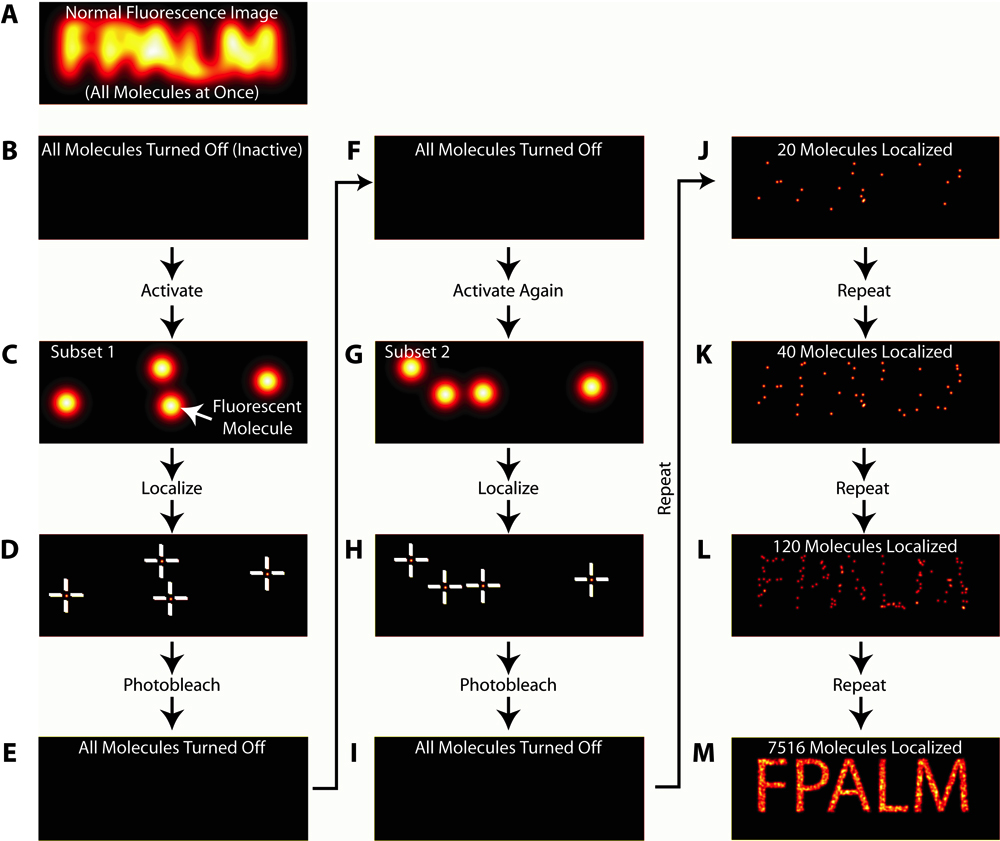 A
Normal Fluorescence Image
(All Molecules at Once)
B
All Molecules Turned Off (Inactive)
Activate
C
Subset 1
Fluorescent
Molecule
Localize
D
Photobleach
E
All Molecules Turned Off
F
All Molecules Turned Off
Activate Again
G
Subset 2
Localize
H
Photobleach
I
All Molecules Turned Off
Repeat
J
20 Molecules Localized
Repeat
K
40 Molecules Localized
Repeat
L
120 Molecules Localized
Repeat
M
7516 Molecules Localized
FPALM